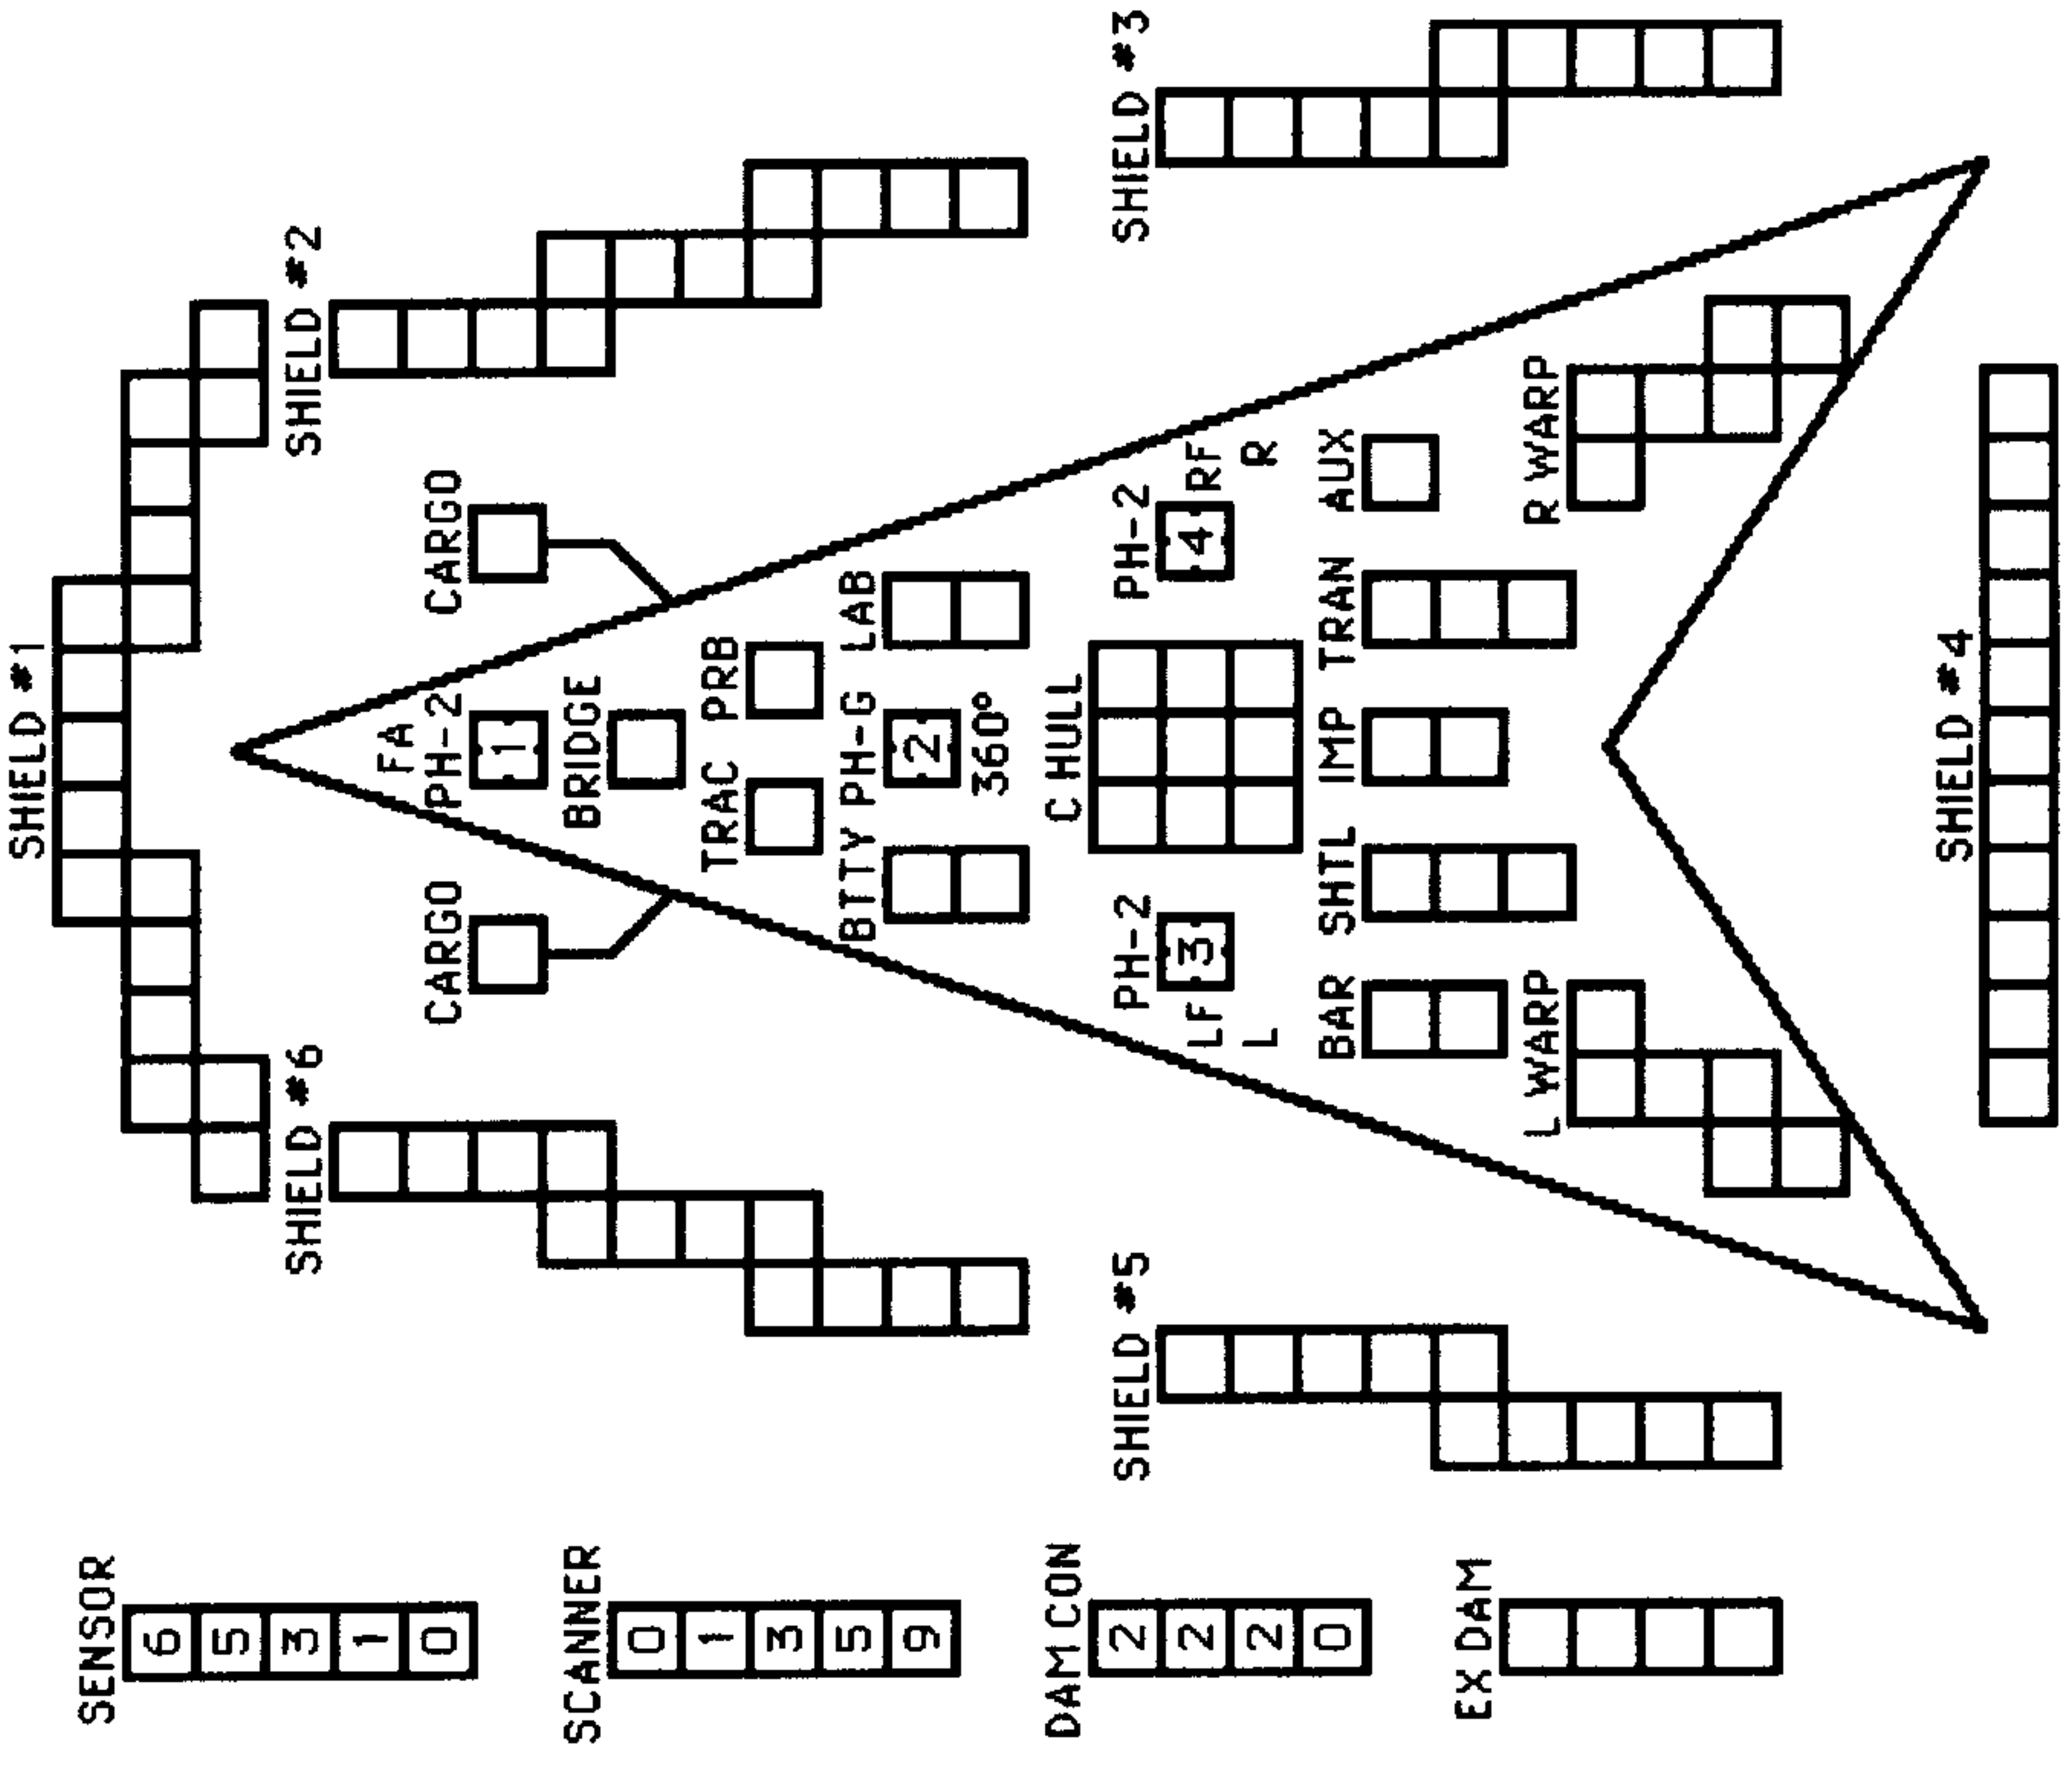 SHIELD #1
SENSOR
6
5
3
1
0
SCANNER
0
1
3
5
9
DAM CON
2
2
2
0
EX DAM
SHIELD #6
SHIELD #2
CARGO
FA
PH-2
1
CARGO
BRIDGE
TRAC
PRB
BTTY
PH-G
2
360°
LAB
C HULL
SHIELD #5
PH-2
3
LF
L
PH-2
4
RF
R
SHIELD #3
BAR
SHTL
IMP
TRAN
AUX
L WARP
R WARP
SHIELD #4